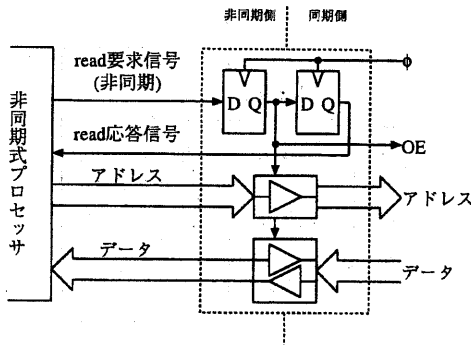 非同期側 同期側
read要求信号
(非同期)
φ
D Q D Q
read応答信号
OE
アドレス
アドレス
データ
データ
非同期式プロセッサ